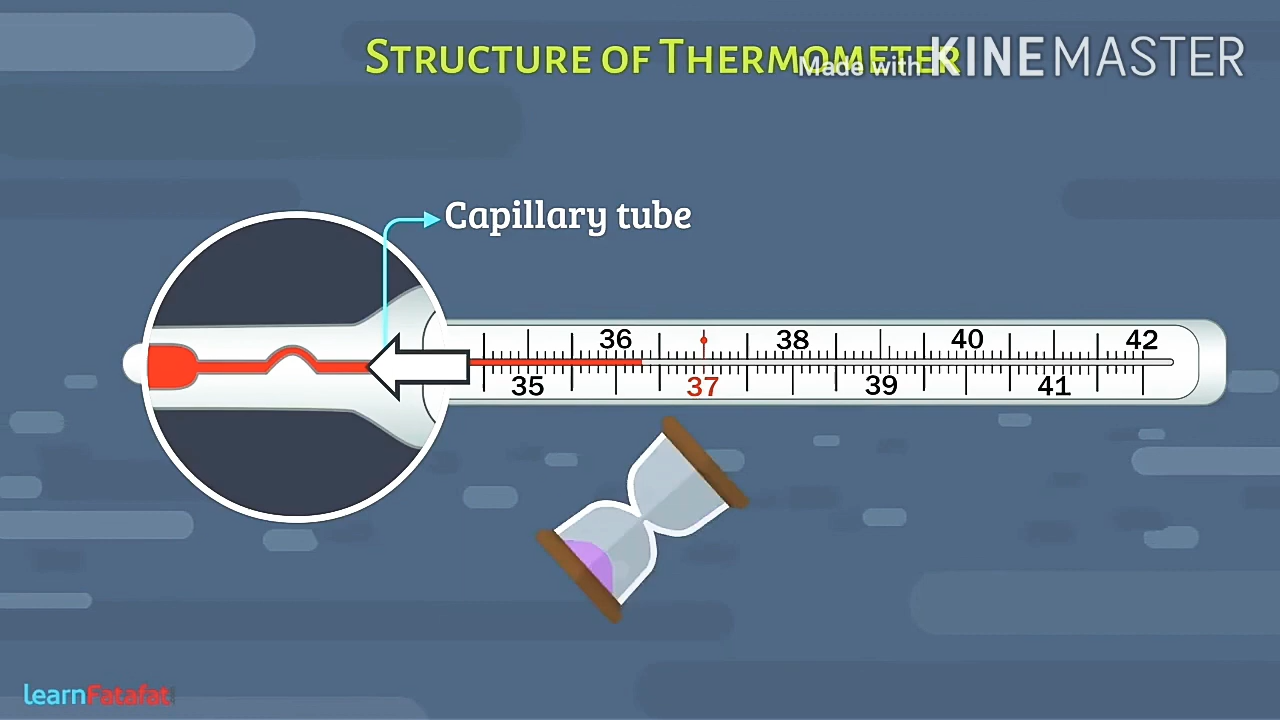 STRUCTURE OF THERMOMETER
Made with KINEMASTER
Capillary tube
36 38 40 42
35 37 39 41
learnFatafat